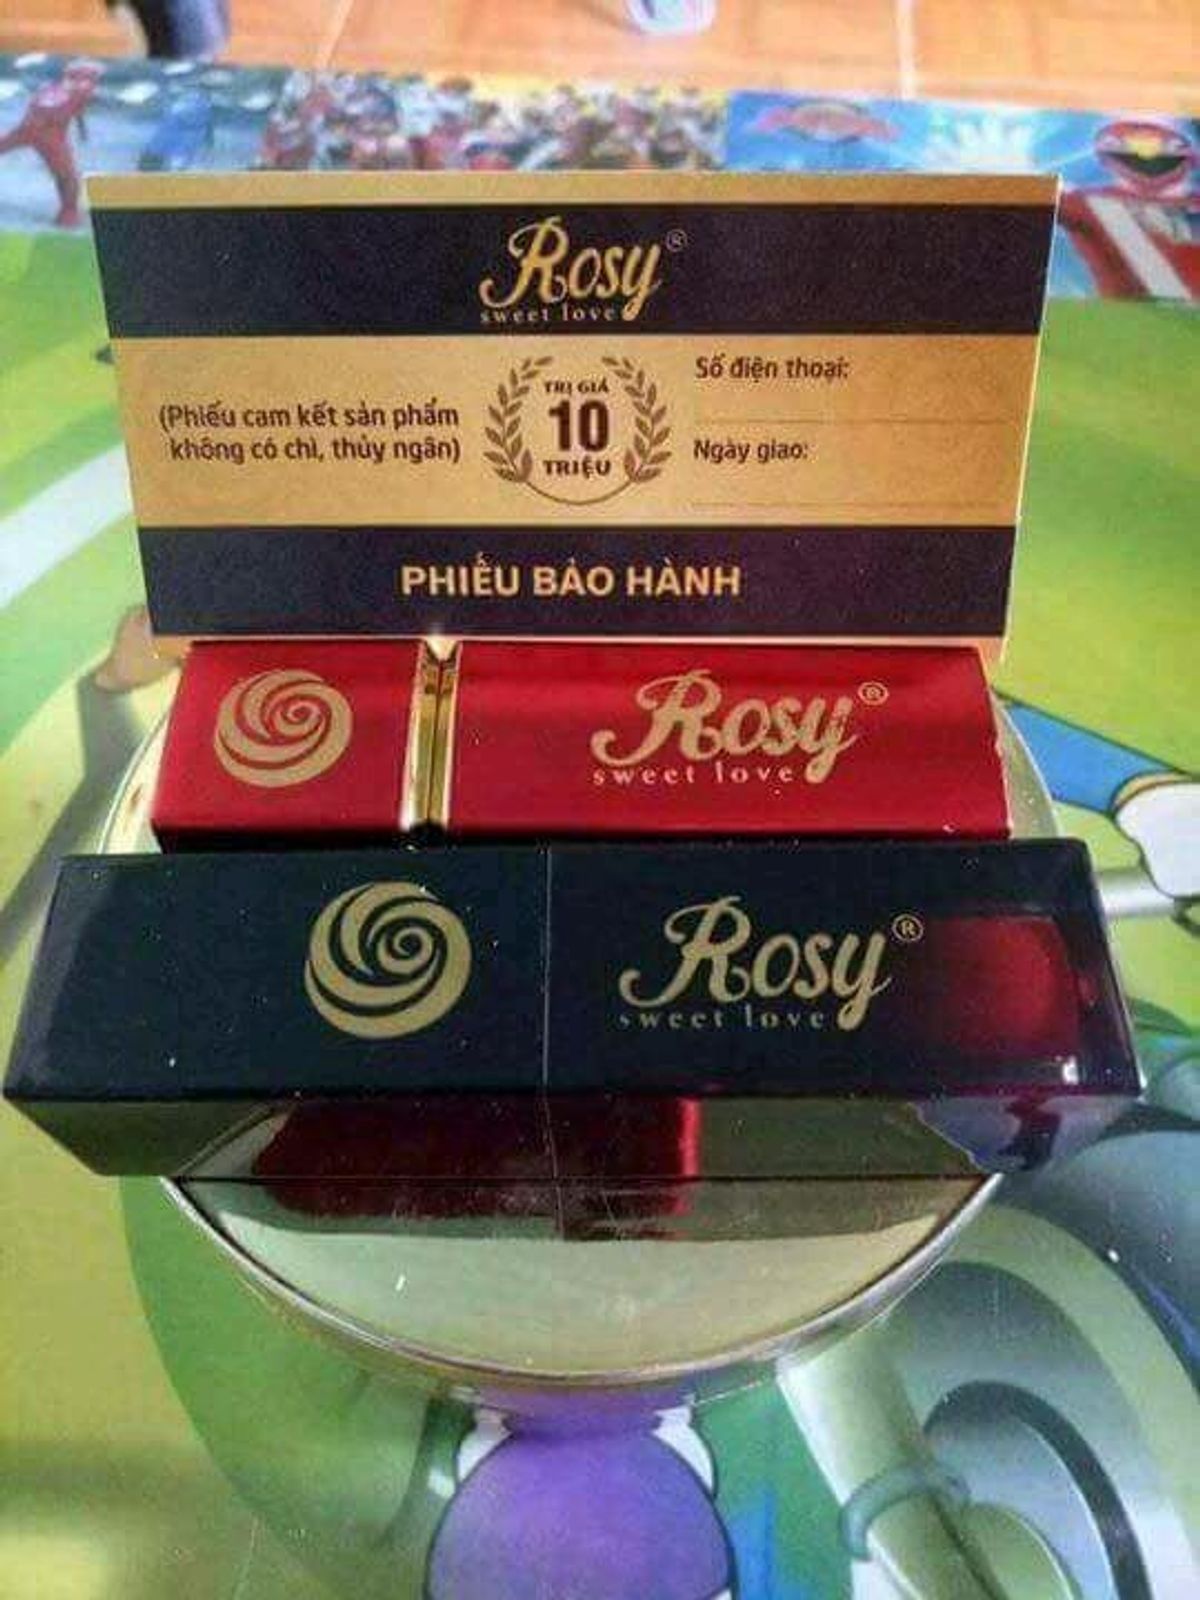 Rosy®
sweet love
(Phiếu cam kết sản phẩm
không có chì, thủy ngân)
TRỊ GIÁ
10
TRIỆU
Số điện thoại:
Ngày giao:
PHIẾU BẢO HÀNH
Rosy®
sweet love
Rosy®
sweet love